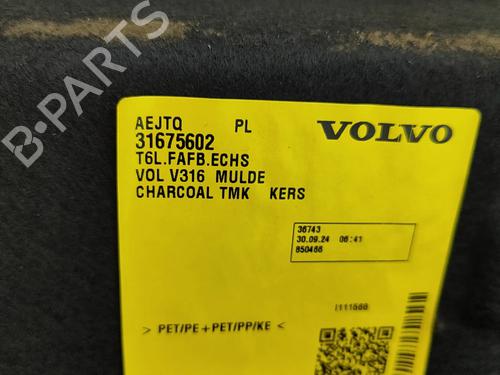 AEJTQ PL VOLVO
31675602
T6L.FAFB.ECHS
VOL V316 MULDE
CHARCOAL TMK KERS
36743
30.09.24 06:41
850466
> PET/PE+PET/PP/KE <
B-PARTS